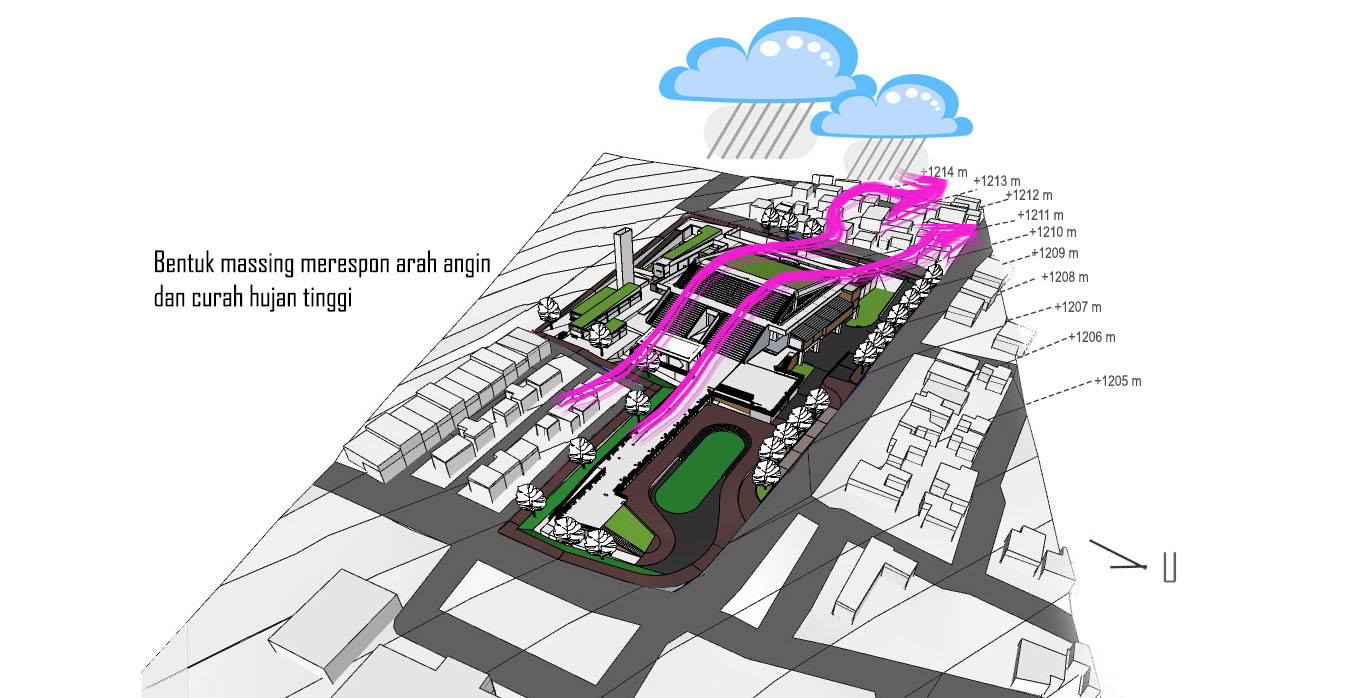 Bentuk massing merespon arah angin
dan curah hujan tinggi
+1214 m
+1213 m
+1212 m
+1211 m
+1210 m
+1209 m
+1208 m
+1207 m
+1206 m
+1205 m
U